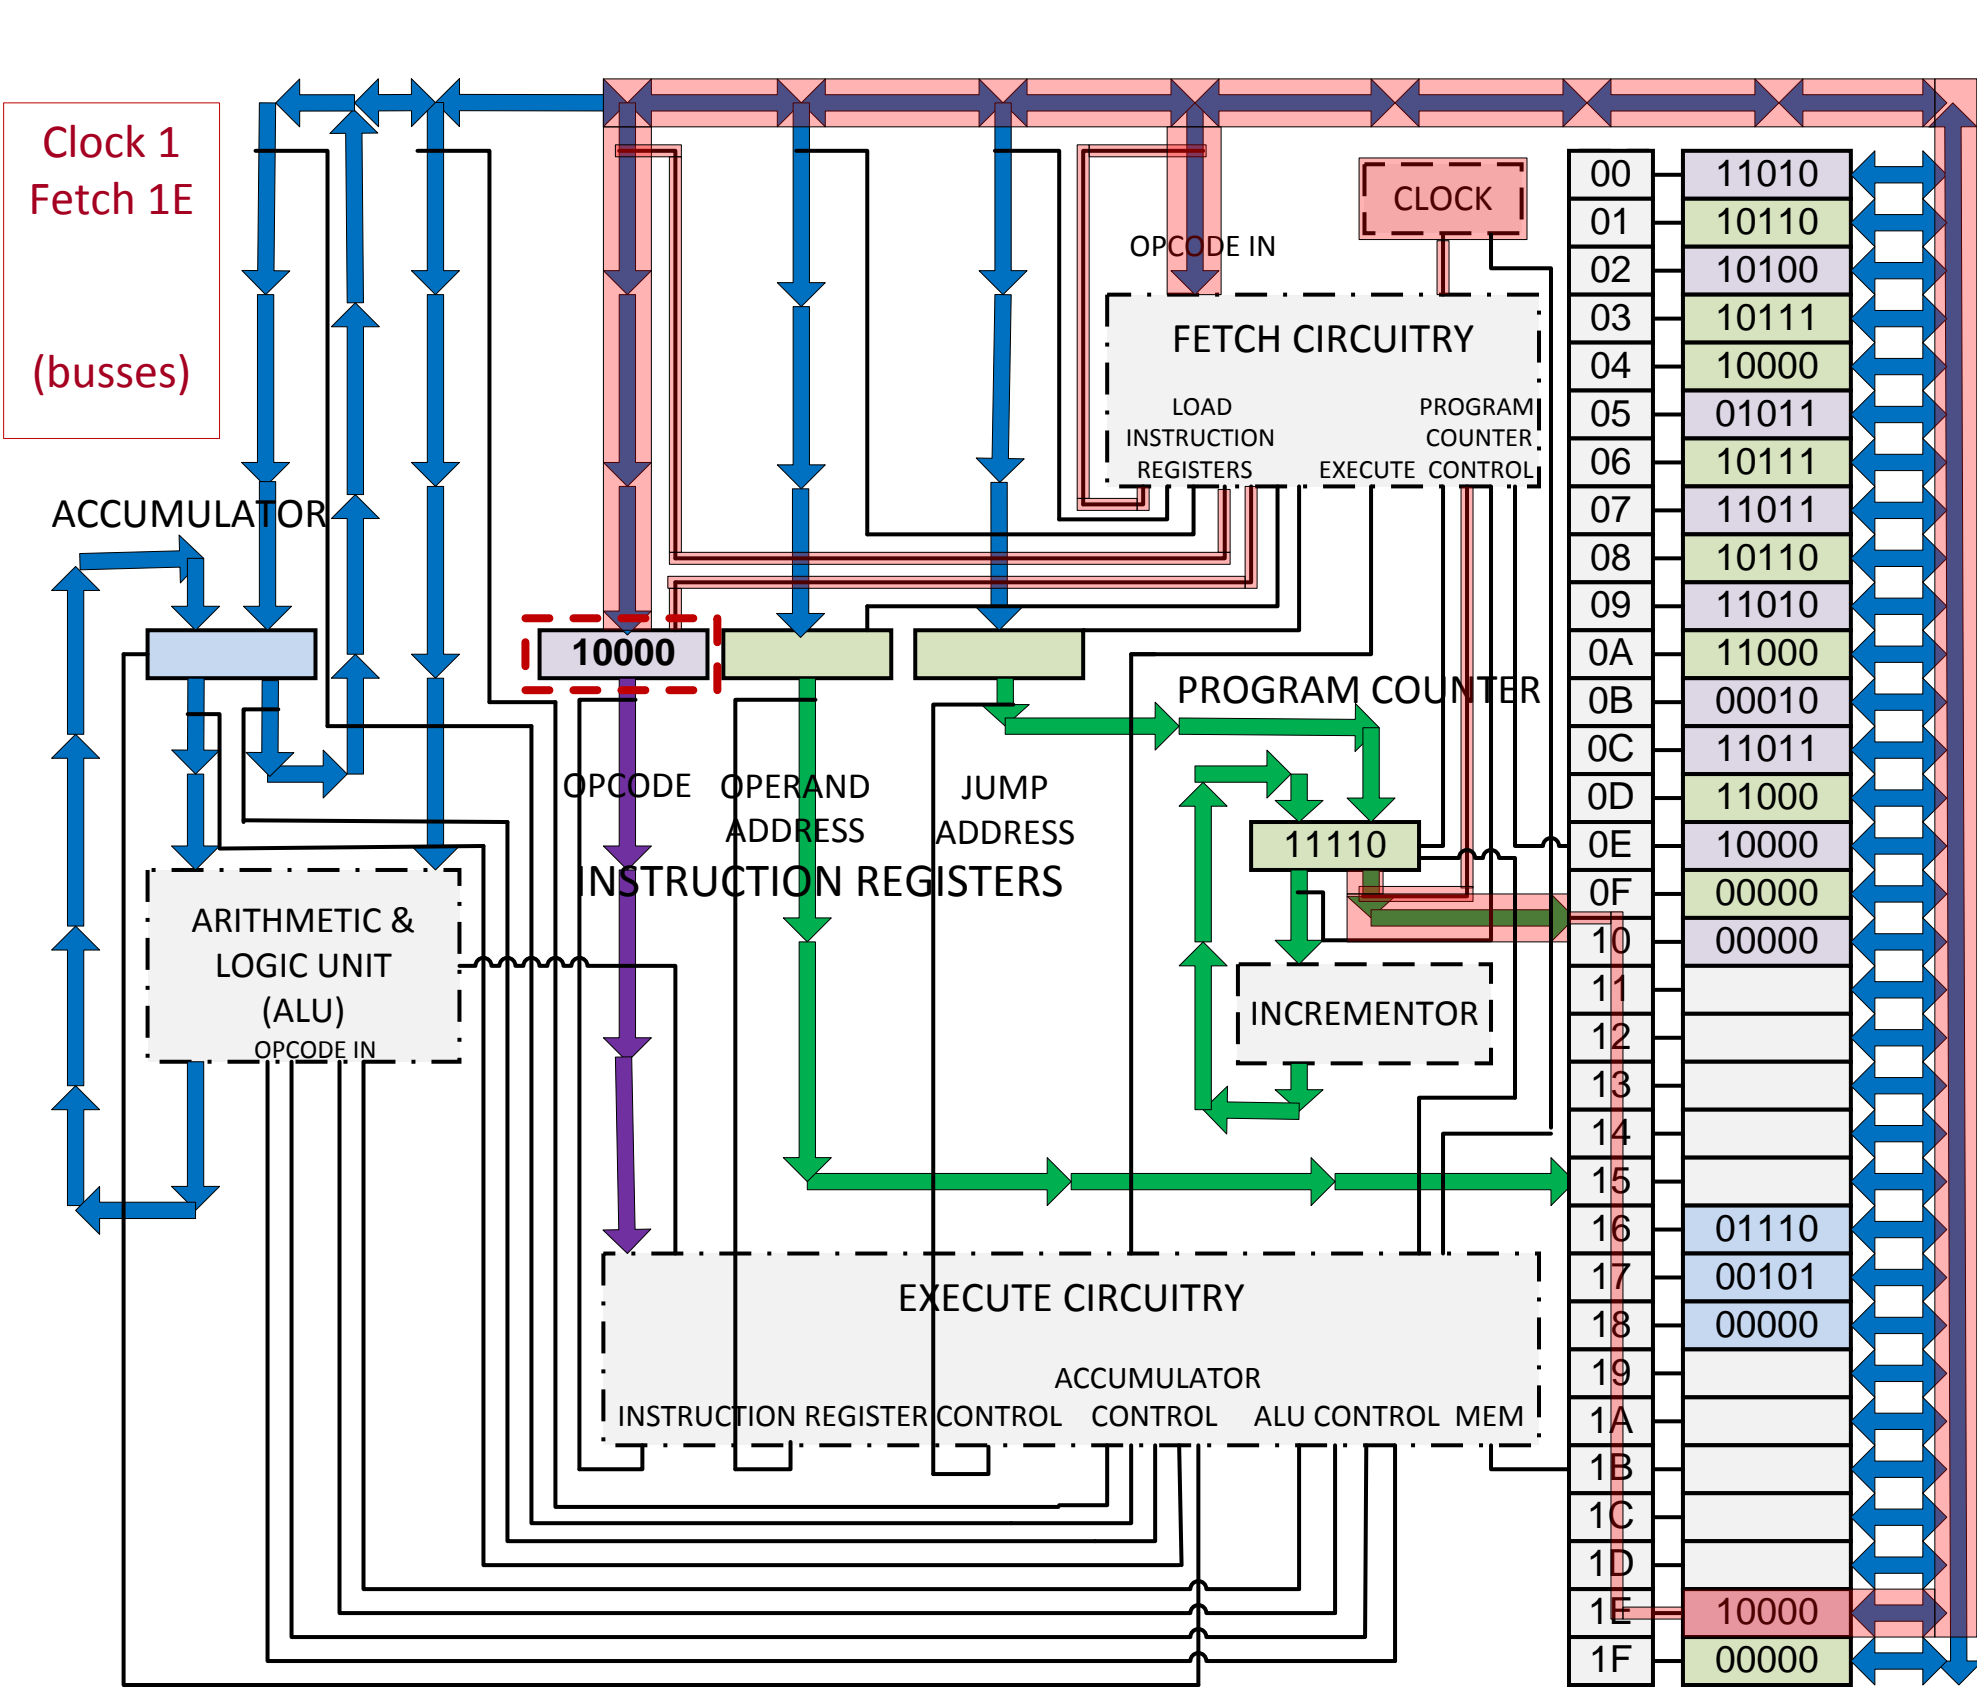 Clock 1
Fetch 1E
(busses)
CLOCK
OPCODE IN
FETCH CIRCUITRY
LOAD
INSTRUCTION
REGISTERS
EXECUTE
PROGRAM
COUNTER
CONTROL
ACCUMULATOR
10000
PROGRAM COUNTER
OPCODE
OPERAND
ADDRESS
JUMP
ADDRESS
INSTRUCTION REGISTERS
11110
ARITHMETIC &
LOGIC UNIT
(ALU)
OPCODE IN
INCREMENTOR
EXECUTE CIRCUITRY
INSTRUCTION REGISTER CONTROL
ACCUMULATOR
CONTROL
ALU CONTROL
MEM
00 11010
01 10110
02 10100
03 10111
04 10000
05 01011
06 10111
07 11011
08 10110
09 11010
0A 11000
0B 00010
0C 11011
0D 11000
0E 10000
0F 00000
10 00000
11
12
13
14
15
16 01110
17 00101
18 00000
19
1A
1B
1C
1D
1E 10000
1F 00000